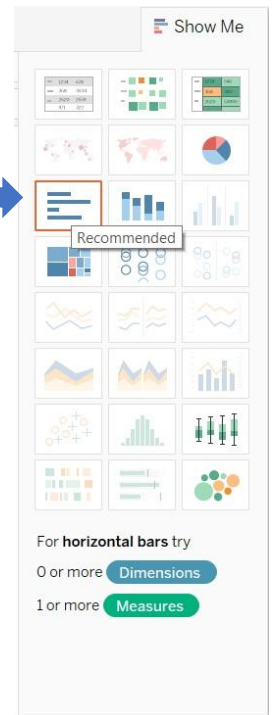 Show Me
Recommended
For horizontal bars try
0 or more Dimensions
1 or more Measures